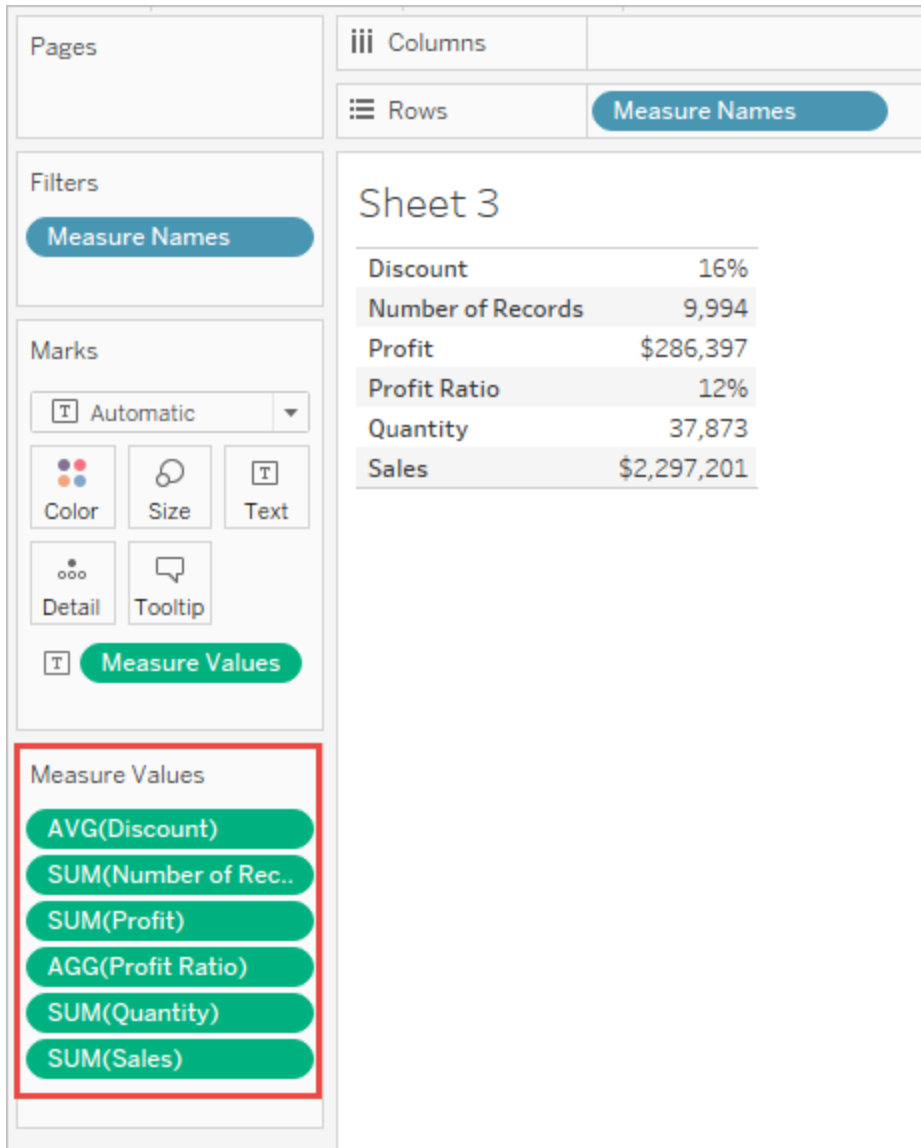 Pages
Columns
Rows
Measure Names
Filters
Measure Names
Marks
T Automatic
Color
Size
T
Text
Detail
Tooltip
T Measure Values
Measure Values
AVG(Discount)
SUM(Number of Rec..
SUM(Profit)
AGG(Profit Ratio)
SUM(Quantity)
SUM(Sales)
Sheet 3
Discount 16%
Number of Records 9,994
Profit $286,397
Profit Ratio 12%
Quantity 37,873
Sales $2,297,201